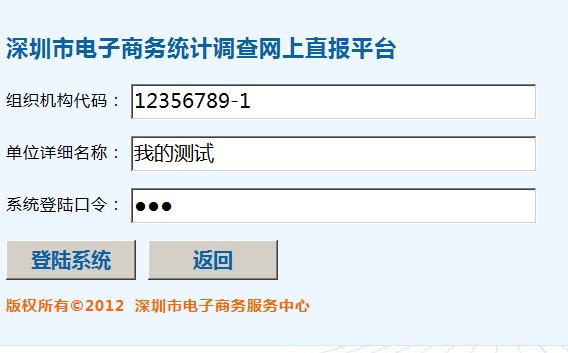 深圳市电子商务统计调查网上直报平台
组织机构代码： 12356789-1
单位详细名称： 我的测试
系统登陆口令： ●●●
登陆系统 返回
版权所有©2012 深圳市电子商务服务中心